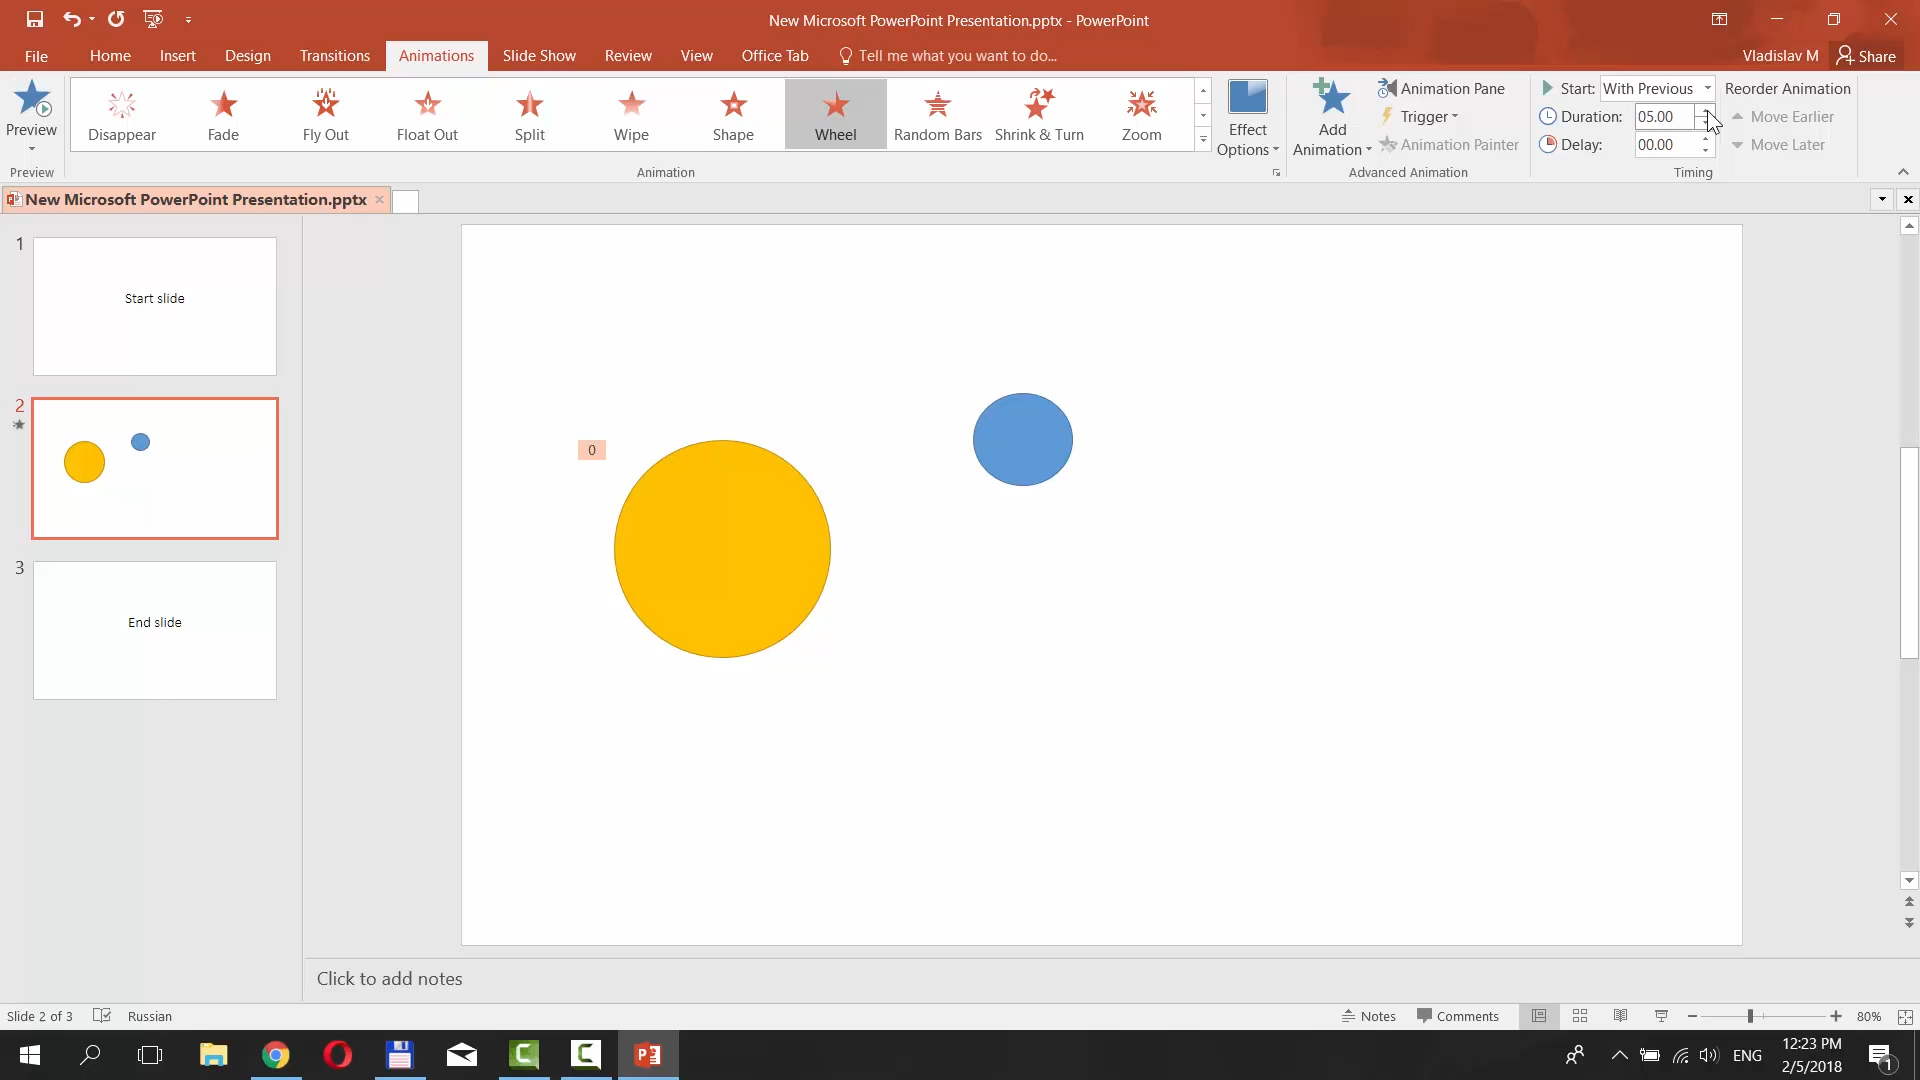 New Microsoft PowerPoint Presentation.pptx - PowerPoint
File Home Insert Design Transitions Animations Slide Show Review View Office Tab Tell me what you want to do... Vladislav M Share
Preview
Disappear Fade Fly Out Float Out Split Wipe Shape Wheel Random Bars Shrink & Turn Zoom
Effect Options
Add Animation
Animation Pane
Trigger
Animation Painter
Start: With Previous
Duration: 05.00
Delay: 00.00
Reorder Animation
Move Earlier
Move Later
Preview Animation Advanced Animation Timing
New Microsoft PowerPoint Presentation.pptx
1
Start slide
2
3
End slide
0
Click to add notes
Slide 2 of 3 Russian Notes Comments 80%
ENG
12:23 PM
2/5/2018
1